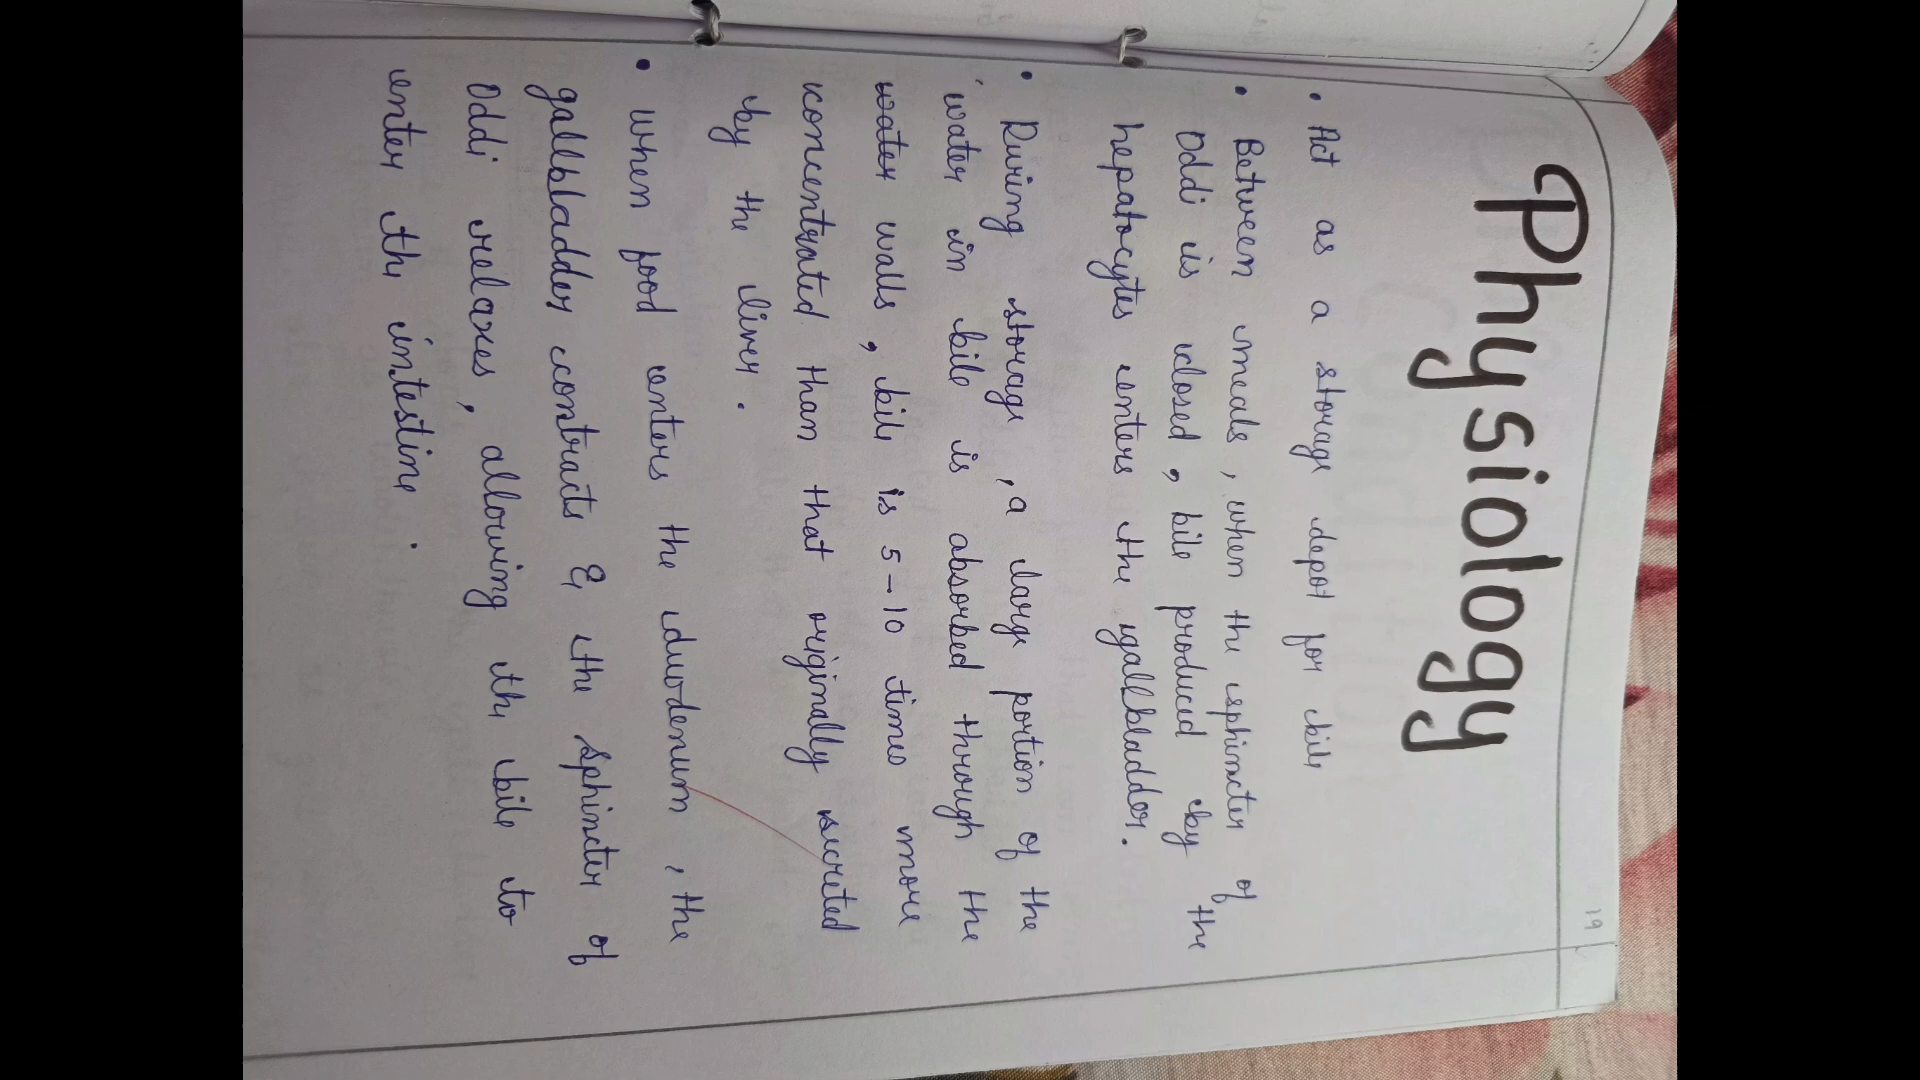 19
Physiology
• Act as a storage depot for bile
• Between meals, when the sphincter of
Oddi is closed, bile produced by the
hepatocytes enters the gallbladder.
• During storage, a large portion of the
water in bile is absorbed through the
water walls, bile is 5-10 times more
concentrated than that originally secreted
by the liver.
• When food enters the duodenum, the
gallbladder contracts & the Sphincter of
Oddi relaxes, allowing the bile to
enter the intestine.